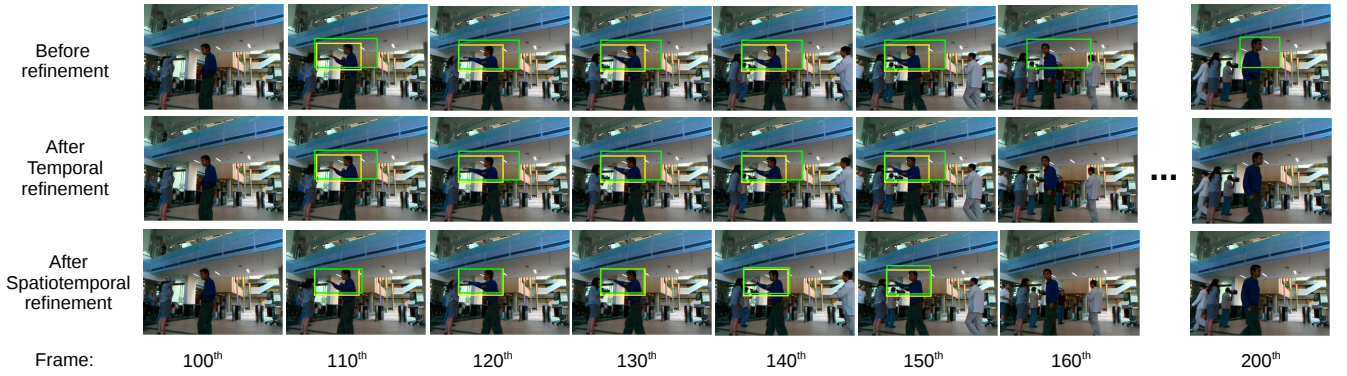 Before
refinement
After
Temporal
refinement
...
After
Spatiotemporal
refinement
Frame: 100th 110th 120th 130th 140th 150th 160th 200th